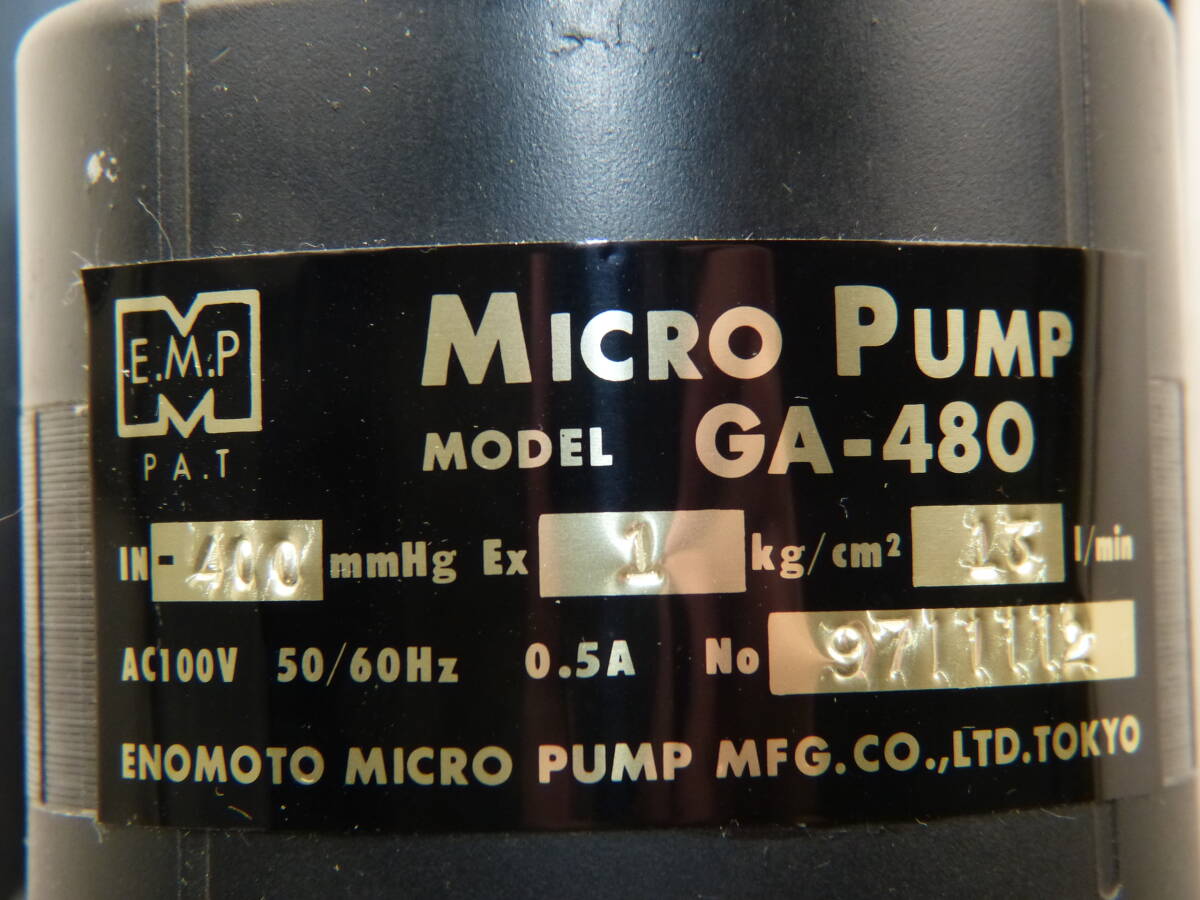 E.M.P
PA.T
MICRO PUMP
MODEL GA-480
IN -400 mmHg Ex 1 kg/cm² 13 l/min
AC100V 50/60Hz 0.5A No 971112
ENOMOTO MICRO PUMP MFG.CO.,LTD.TOKYO